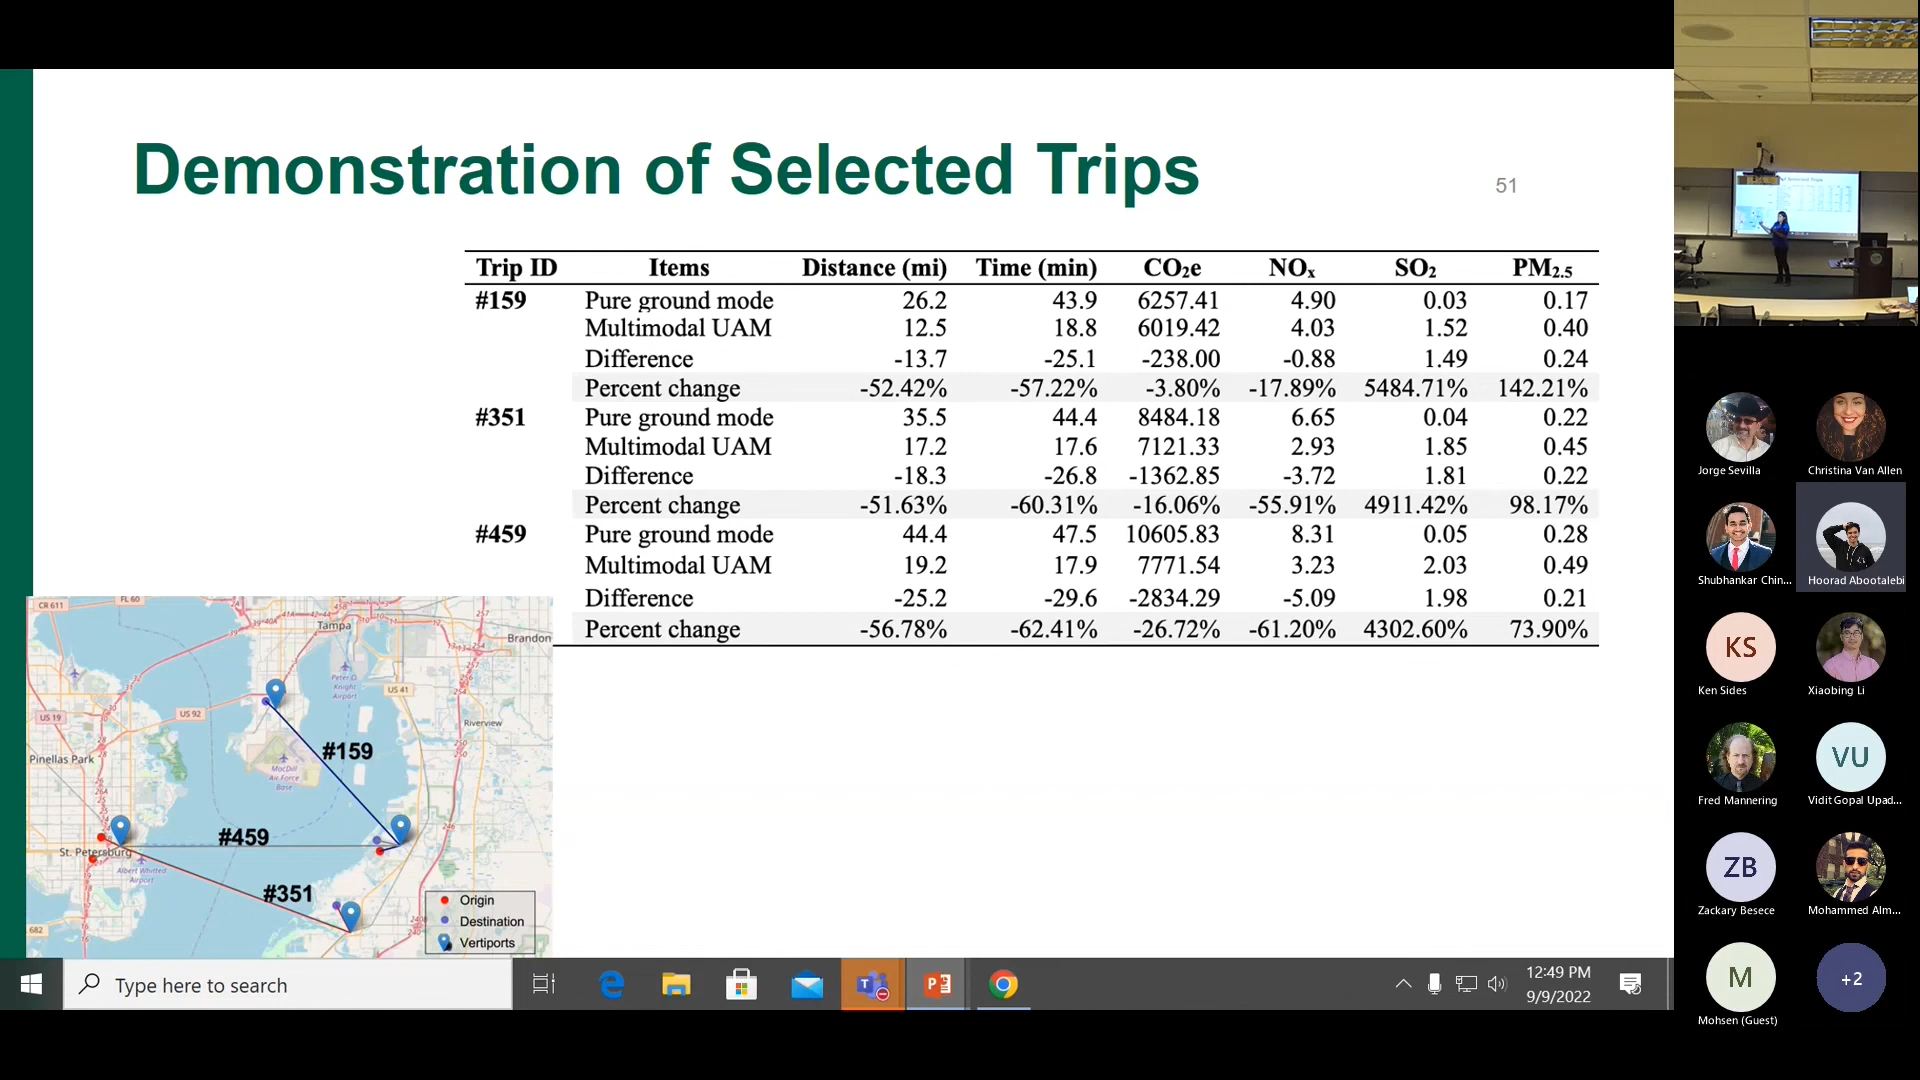 Demonstration of Selected Trips
51
Trip ID Items Distance (mi) Time (min) CO₂e NOₓ SO₂ PM₂.₅
#159 Pure ground mode 26.2 43.9 6257.41 4.90 0.03 0.17
Multimodal UAM 12.5 18.8 6019.42 4.03 1.52 0.40
Difference -13.7 -25.1 -238.00 -0.88 1.49 0.24
Percent change -52.42% -57.22% -3.80% -17.89% 5484.71% 142.21%
#351 Pure ground mode 35.5 44.4 8484.18 6.65 0.04 0.22
Multimodal UAM 17.2 17.6 7121.33 2.93 1.85 0.45
Difference -18.3 -26.8 -1362.85 -3.72 1.81 0.22
Percent change -51.63% -60.31% -16.06% -55.91% 4911.42% 98.17%
#459 Pure ground mode 44.4 47.5 10605.83 8.31 0.05 0.28
Multimodal UAM 19.2 17.9 7771.54 3.23 2.03 0.49
Difference -25.2 -29.6 -2834.29 -5.09 1.98 0.21
Percent change -56.78% -62.41% -26.72% -61.20% 4302.60% 73.90%
CR 611
FL 60
Tampa
Brandon
Peter O
Knight
Airport
US 41
US 19
US 92
Riverview
#159
Pinellas Park
MacDill
Air Force
Base
#459
St. Petersburg
Albert Whitted
Airport
#351
682
Origin
Destination
Vertiports
Type here to search
12:49 PM
9/9/2022
Jorge Sevilla
Christina Van Allen
Shubhankar Chin...
Hoorad Abootalebi
KS
Ken Sides
Xiaobing Li
Fred Mannering
VU
Vidit Gopal Upad...
ZB
Zackary Besece
Mohammed Alm...
M
Mohsen (Guest)
+2